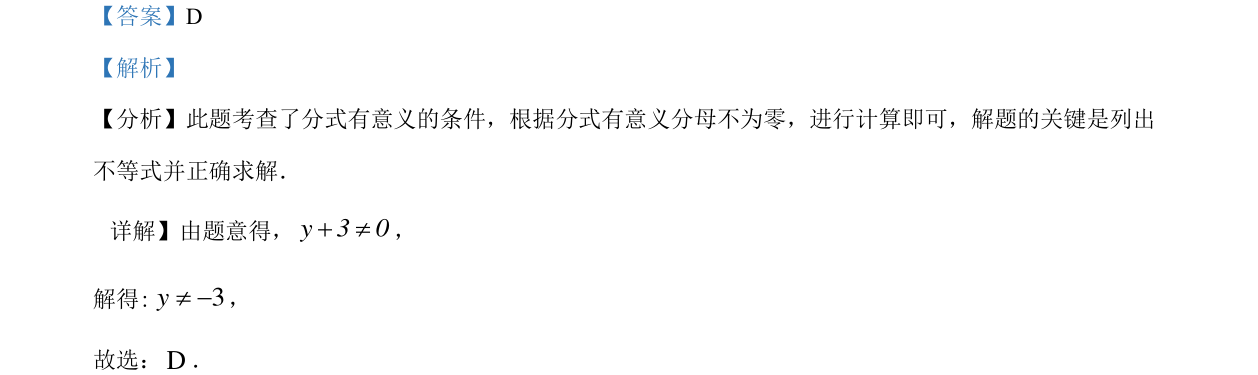 【答案】D
【解析】
【分析】此题考查了分式有意义的条件，根据分式有意义分母不为零，进行计算即可，解题的关键是列出
不等式并正确求解．
详解】由题意得， y+3≠0，
解得: y≠−3，
故选： D．